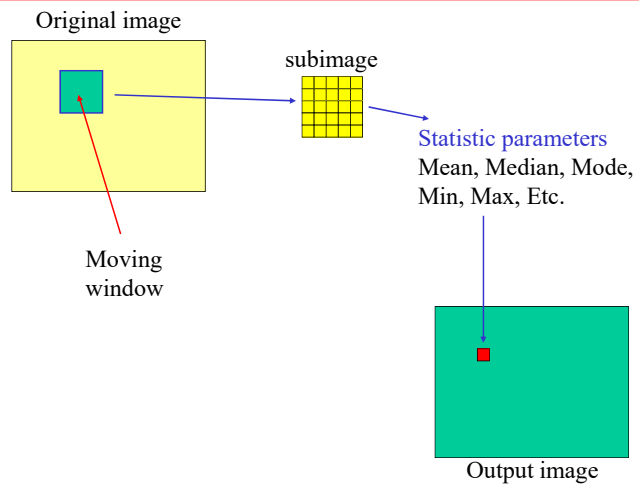 Original image
subimage
Statistic parameters
Mean, Median, Mode,
Min, Max, Etc.
Moving
window
Output image